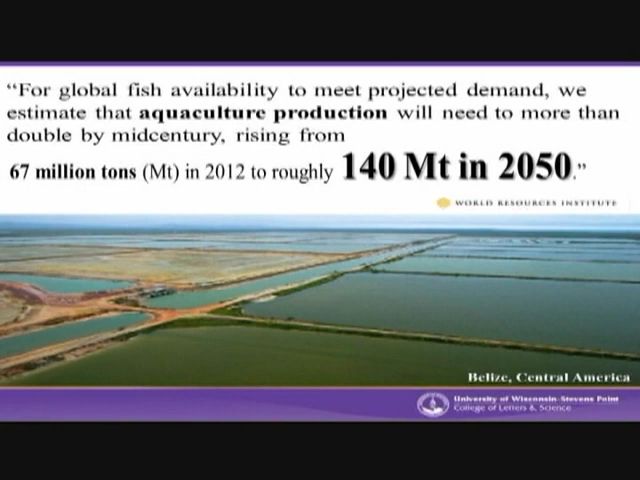 “For global fish availability to meet projected demand, we
estimate that aquaculture production will need to more than
double by midcentury, rising from
67 million tons (Mt) in 2012 to roughly 140 Mt in 2050.”
WORLD RESOURCES INSTITUTE
Belize, Central America
University of Wisconsin-Stevens Point
College of Letters & Science